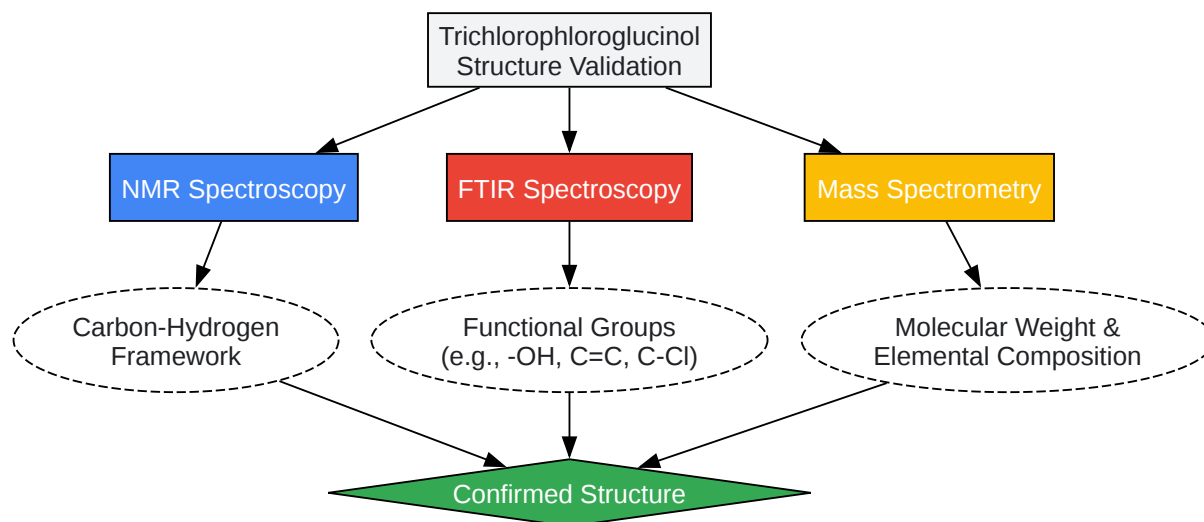 Trichlorophloroglucinol
Structure Validation
NMR Spectroscopy
FTIR Spectroscopy
Mass Spectrometry
Carbon-Hydrogen
Framework
Functional Groups
(e.g., -OH, C=C, C-Cl)
Molecular Weight &
Elemental Composition
Confirmed Structure